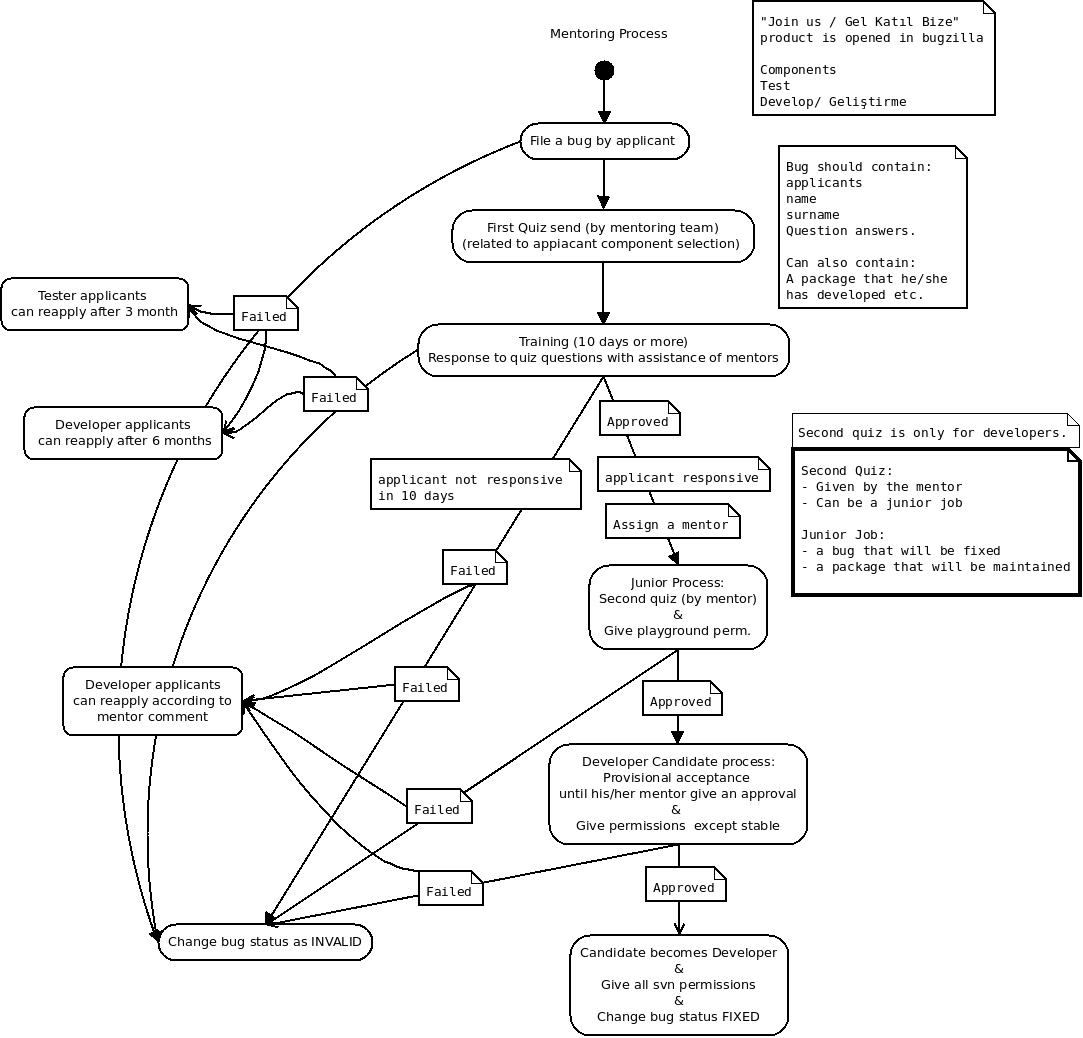 Mentoring Process
"Join us / Gel Katıl Bize"
product is opened in bugzilla
Components
Test
Develop/ Geliştirme
File a bug by applicant
Bug should contain:
applicants
name
surname
Question answers.
Can also contain:
A package that he/she
has developed etc.
First Quiz send (by mentoring team)
(related to appiacant component selection)
Tester applicants
can reapply after 3 month
Failed
Training (10 days or more)
Response to quiz questions with assistance of mentors
Failed
Developer applicants
can reapply after 6 months
Approved
Second quiz is only for developers.
applicant not responsive
in 10 days
applicant responsive
Second Quiz:
- Given by the mentor
- Can be a junior job
Junior Job:
- a bug that will be fixed
- a package that will be maintained
Assign a mentor
Failed
Junior Process:
Second quiz (by mentor)
&
Give playground perm.
Developer applicants
can reapply according to
mentor comment
Failed
Approved
Developer Candidate process:
Provisional acceptance
until his/her mentor give an approval
&
Give permissions  except stable
Failed
Failed
Approved
Change bug status as INVALID
Candidate becomes Developer
&
Give all svn permissions
&
Change bug status FIXED